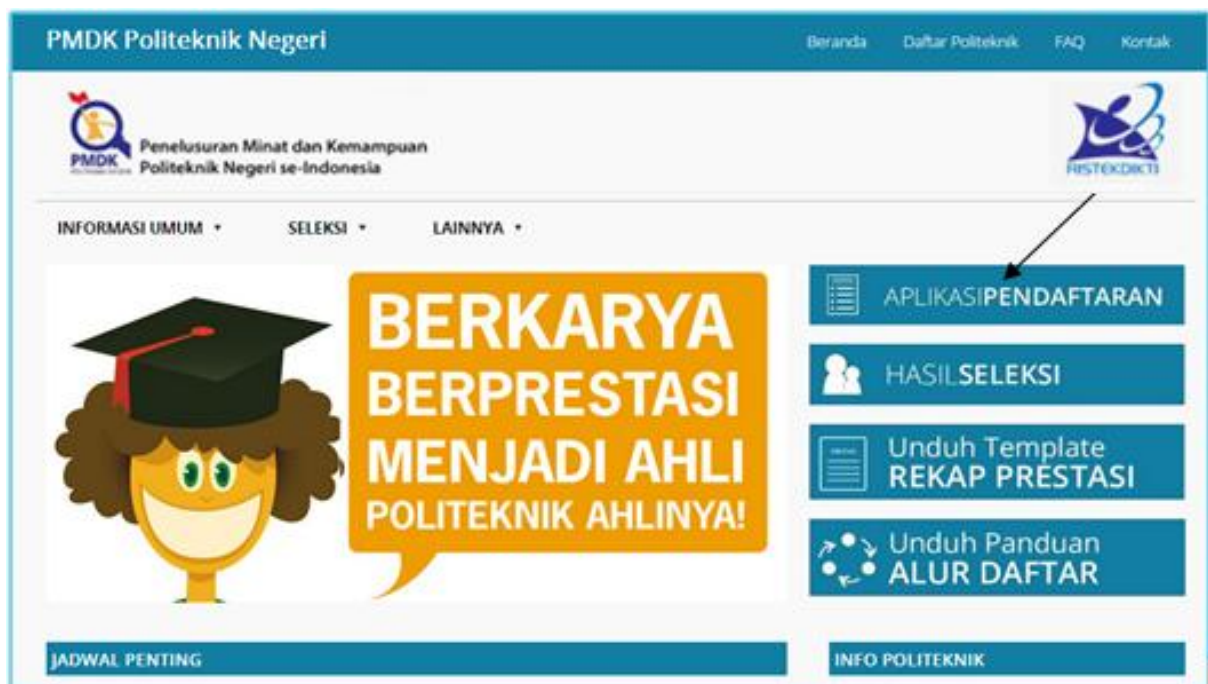 PMDK Politeknik Negeri
Beranda Daftar Politeknik FAQ Kontak
PMDK
Penelusuran Minat dan Kemampuan
Politeknik Negeri se-Indonesia
RISTEKDIKTI
INFORMASI UMUM SELEKSI LAINNYA
BERKARYA
BERPRESTASI
MENJADI AHLI
POLITEKNIK AHLINYA!
APLIKASIPENDAFTARAN
HASILSELEKSI
Unduh Template
REKAP PRESTASI
Unduh Panduan
ALUR DAFTAR
JADWAL PENTING
INFO POLITEKNIK